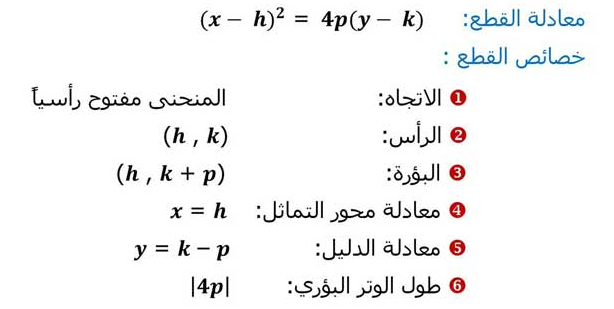 معادلة القطع: (x − h)² = 4p(y − k)
خصائص القطع :
❶ الاتجاه: المنحنى مفتوح رأسياً
❷ الرأس: (h , k)
❸ البؤرة: (h , k + p)
❹ معادلة محور التماثل: x = h
❺ معادلة الدليل: y = k − p
❻ طول الوتر البؤري: |4p|